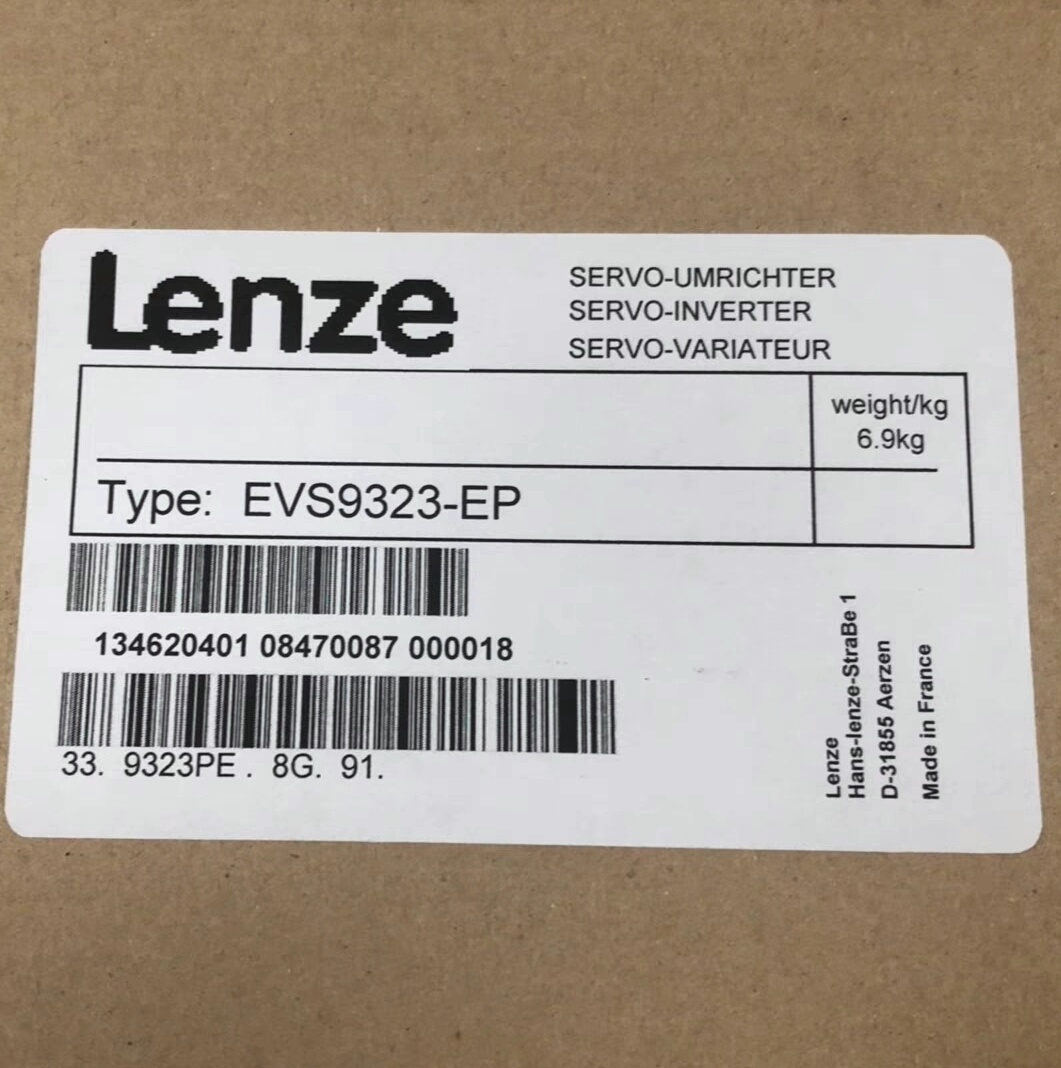 Lenze
SERVO-UMRICHTER
SERVO-INVERTER
SERVO-VARIATEUR
weight/kg
6.9kg
Type: EVS9323-EP
134620401 08470087 000018
33. 9323PE . 8G. 91.
Lenze
Hans-lenze-StraBe 1
D-31855 Aerzen
Made in France